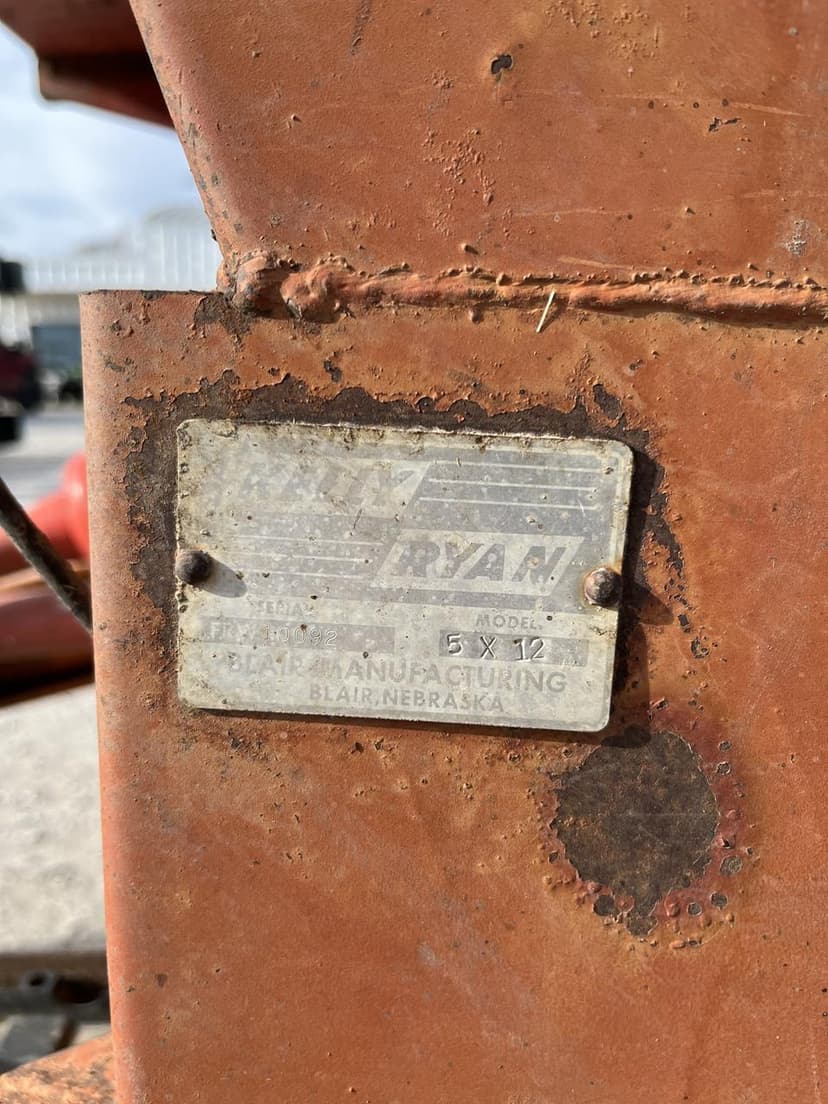 KELLY
RYAN
SERIAL MODEL
10092 5 X 12
BLAIR MANUFACTURING
BLAIR, NEBRASKA